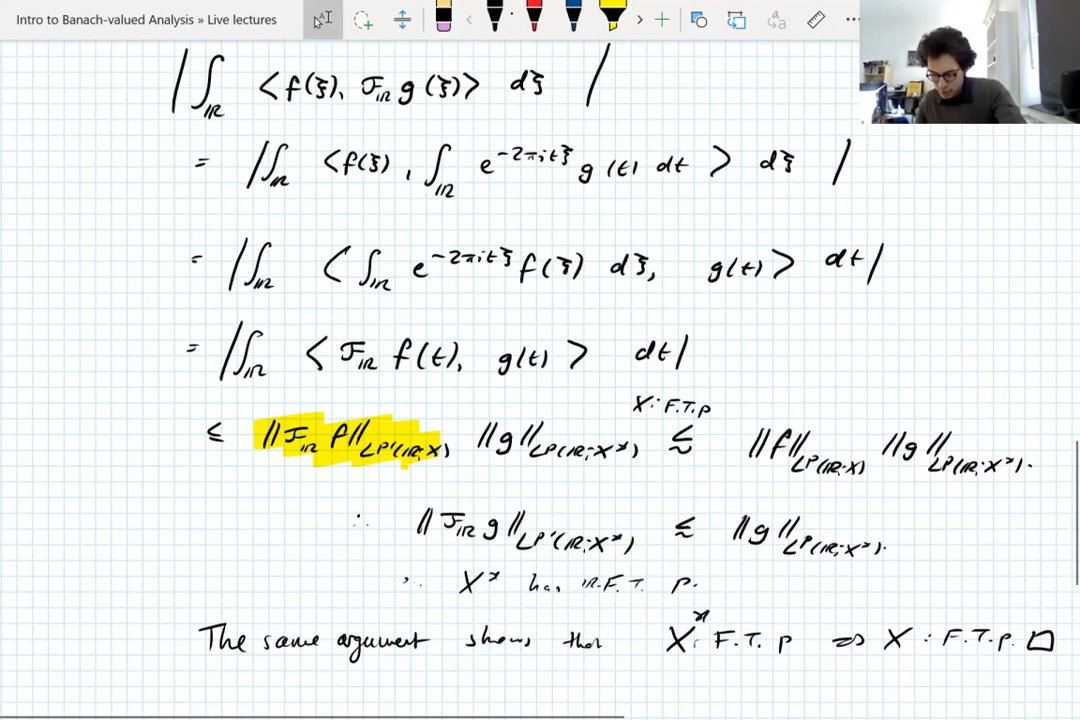 Intro to Banach-valued Analysis » Live lectures
|∫_ℝ <f(ξ), ℱ_ℝ g(ξ)> dξ|
= |∫_ℝ <f(ξ), ∫_ℝ e^{-2πitξ} g(t) dt> dξ|
= |∫_ℝ <∫_ℝ e^{-2πitξ} f(ξ) dξ, g(t)> dt|
= |∫_ℝ <ℱ_ℝ f(t), g(t)> dt|
X: F.T.p
≤ ||ℱ_ℝ f||_{L^{p'}(ℝ;X)} ||g||_{L^p(ℝ;X*)} ≲ ||f||_{L^p(ℝ;X)} ||g||_{L^p(ℝ;X*)}.
∴ ||ℱ_ℝ g||_{L^{p'}(ℝ;X*)} ≲ ||g||_{L^p(ℝ;X*)}.
∴ X* has ℝ-F.T. p.
The same argument shows that X*: F.T. p ⇒ X: F.T.p. □